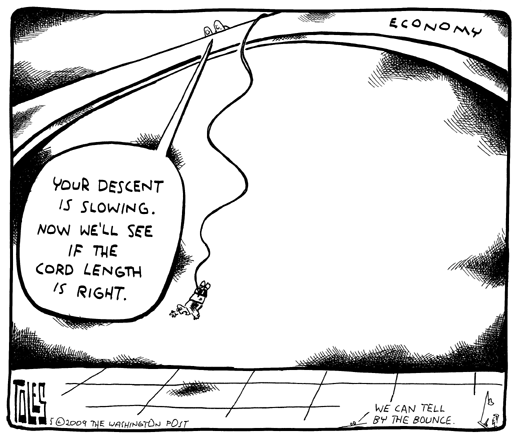 ECONOMY
YOUR DESCENT
IS SLOWING.
NOW WE'LL SEE
IF THE
CORD LENGTH
IS RIGHT.
TOLES
©2009 THE WASHINGTON POST
WE CAN TELL
BY THE BOUNCE.